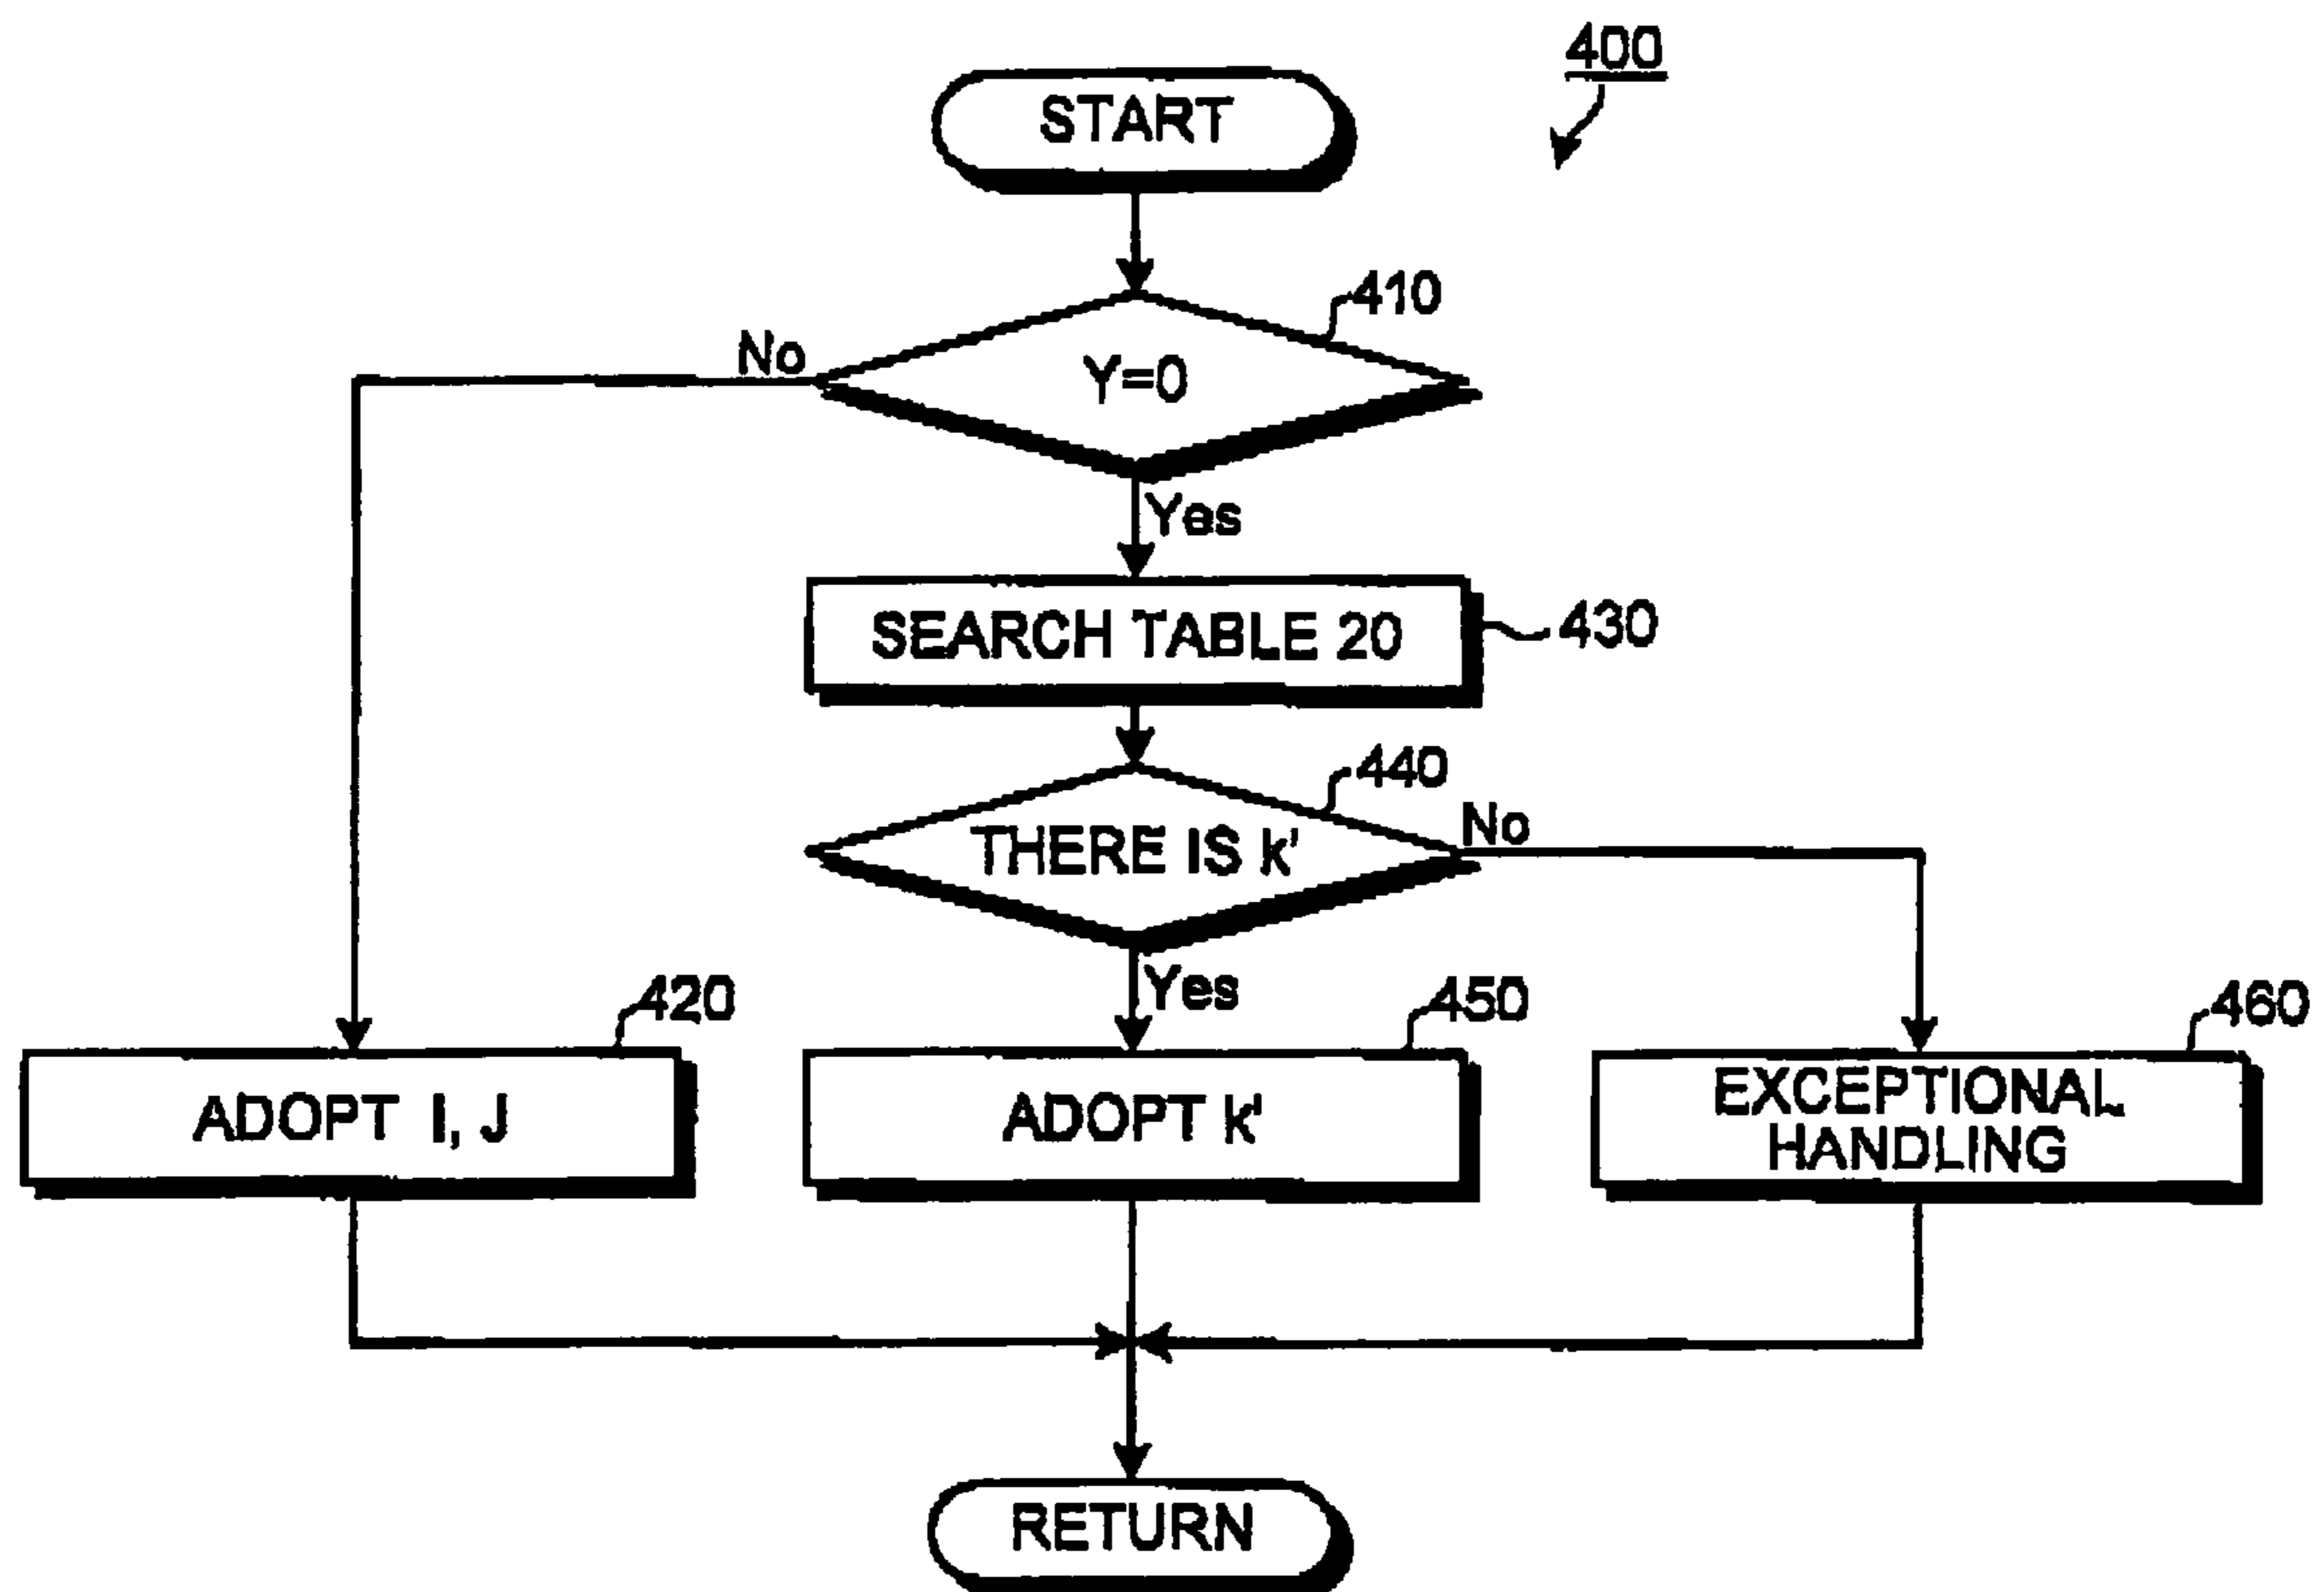 400
START
410
No
Y=0
Yes
SEARCH TABLE 20
430
440
THERE IS k'
No
Yes
420
450
460
ADOPT I, J
ADOPT k'
EXCEPTIONAL
HANDLING
RETURN